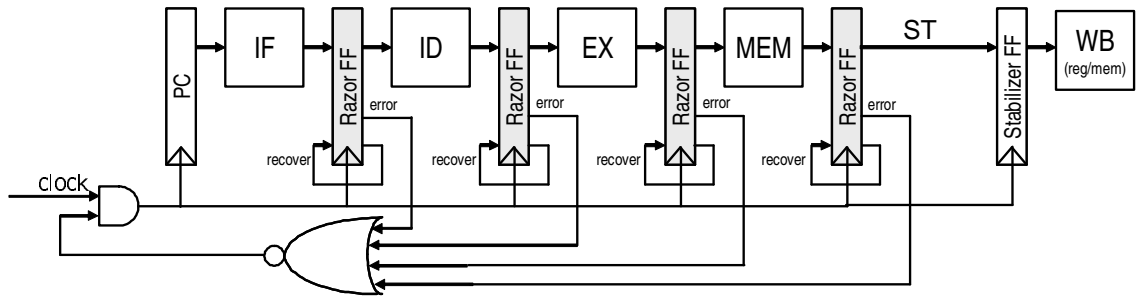 PC
IF
Razor FF
ID
Razor FF
EX
Razor FF
MEM
Razor FF
ST
Stabilizer FF
WB
(reg/mem)
error
error
error
error
recover
recover
recover
recover
clock